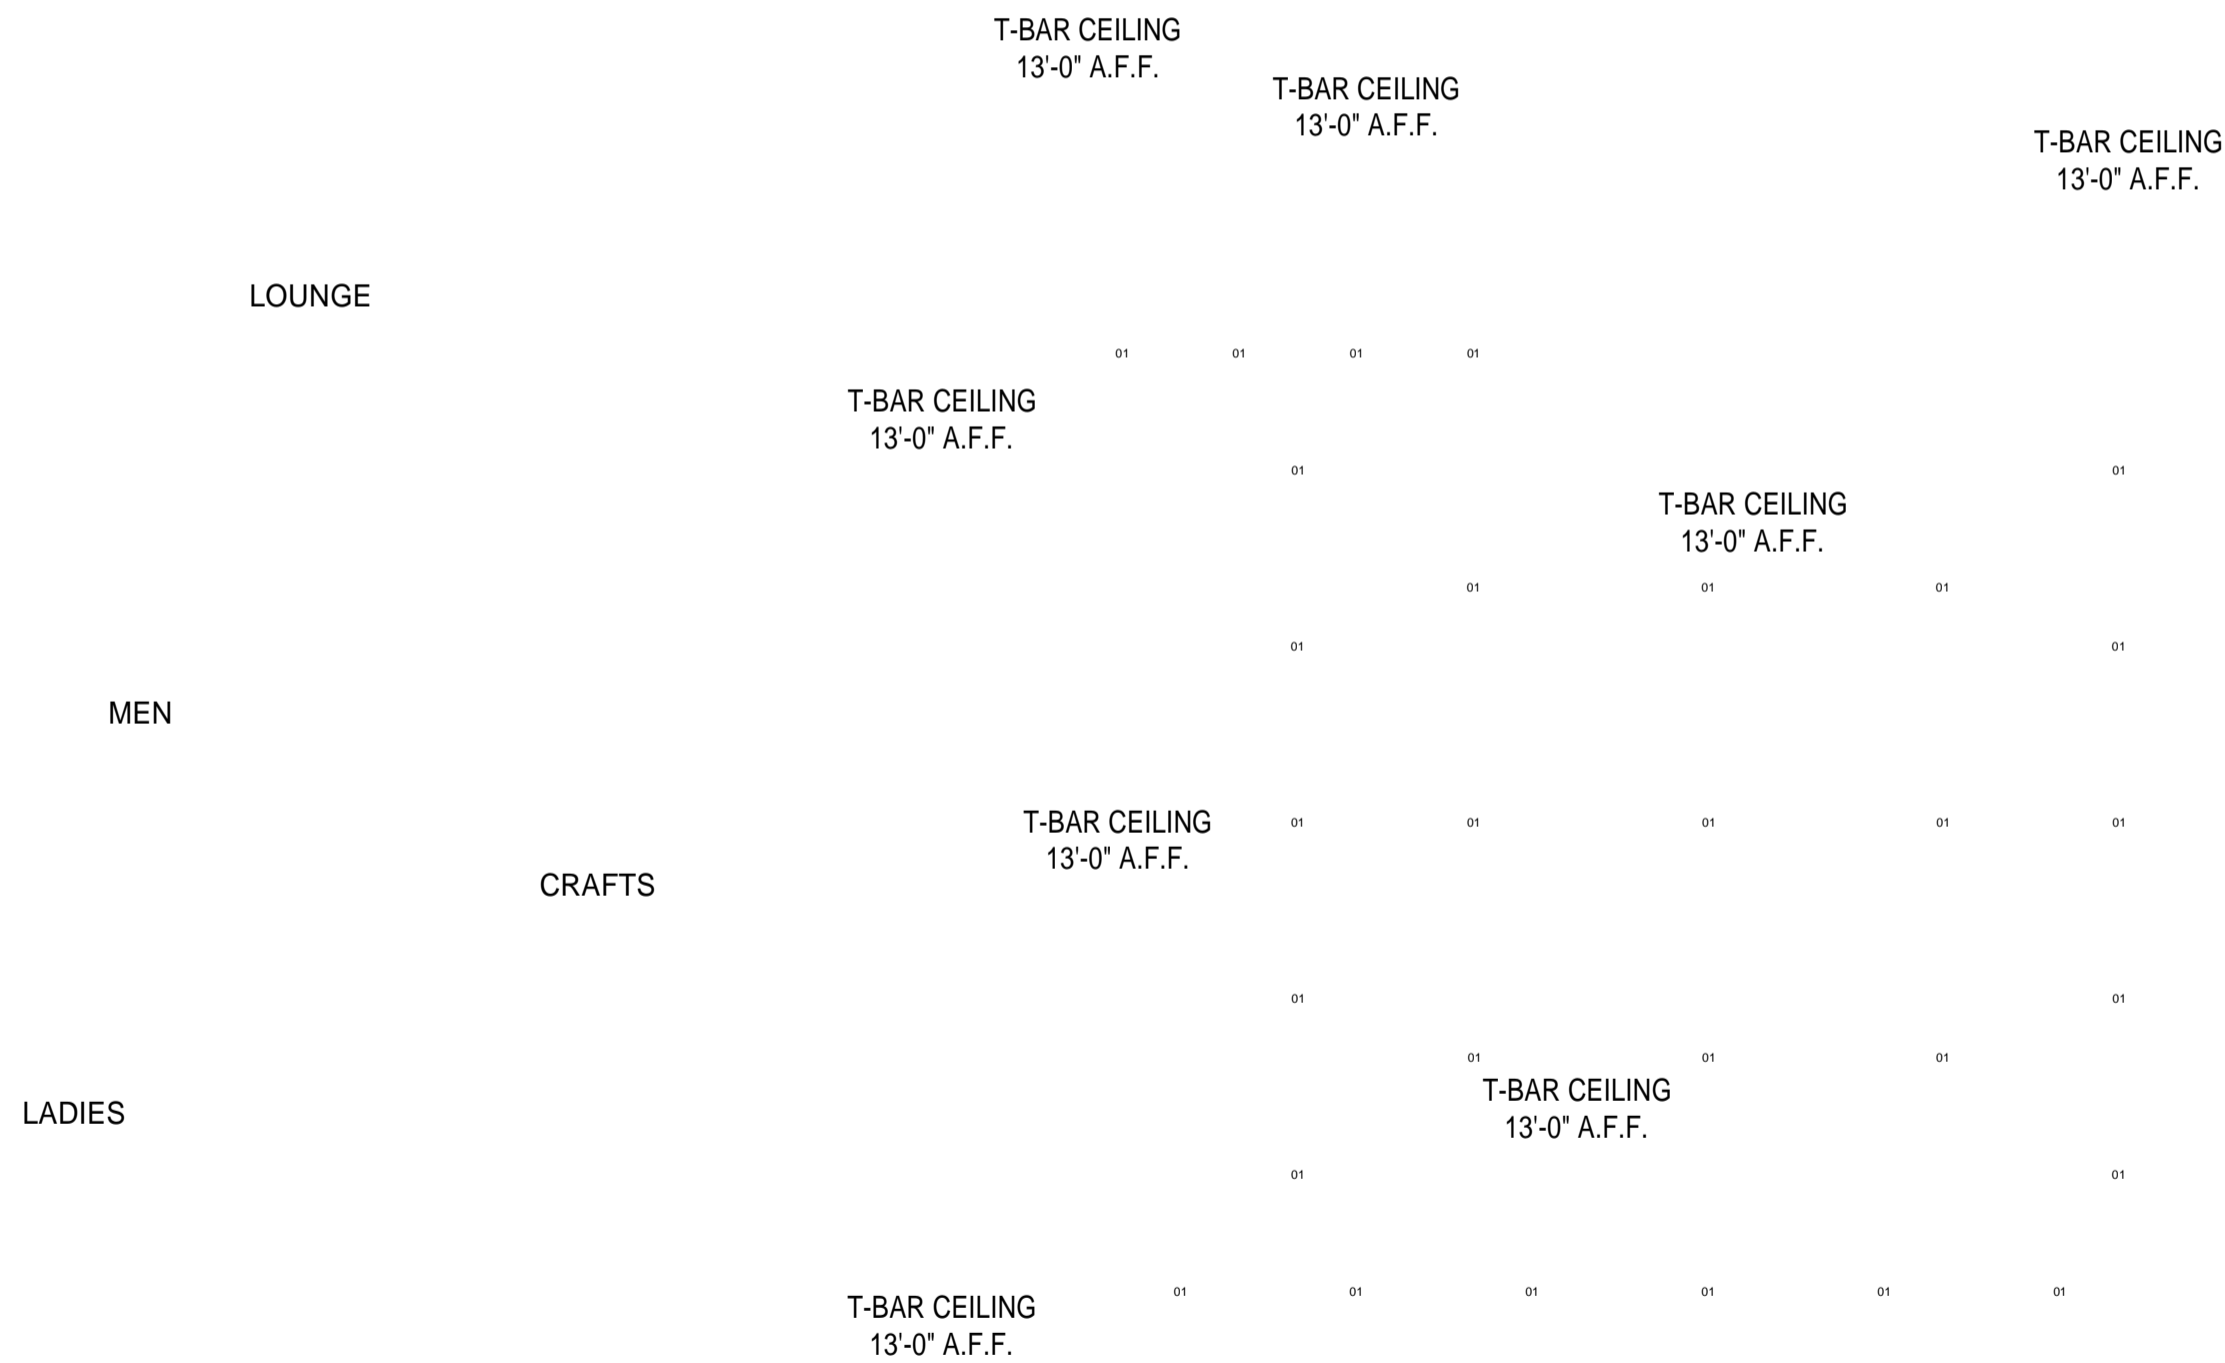 T-BAR CEILING
13'-0" A.F.F.
T-BAR CEILING
13'-0" A.F.F.
T-BAR CEILING
13'-0" A.F.F.
LOUNGE
01 01 01 01
T-BAR CEILING
13'-0" A.F.F.
01 01
T-BAR CEILING
13'-0" A.F.F.
01 01 01
01 01
MEN
T-BAR CEILING
13'-0" A.F.F.
01 01 01 01 01
CRAFTS
01 01
01 01 01
T-BAR CEILING
13'-0" A.F.F.
LADIES
01 01
01 01 01 01 01 01
T-BAR CEILING
13'-0" A.F.F.